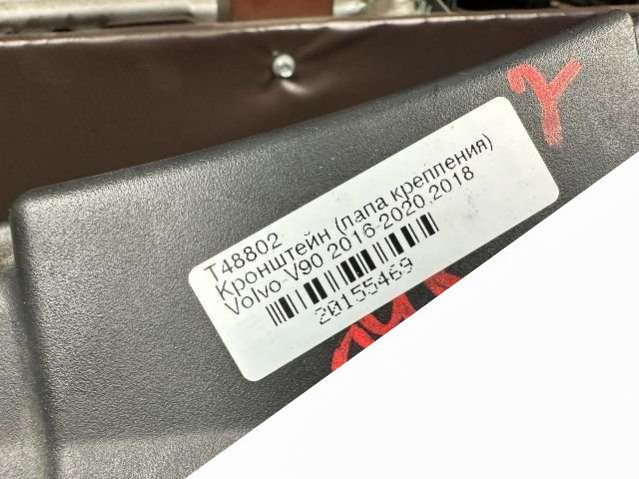 T48802
Кронштейн (лапа крепления)
Volvo V90 2016-2020,2018
20155469